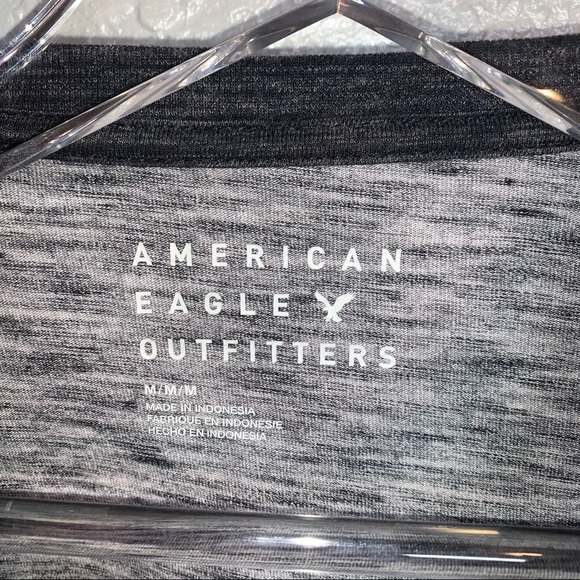 AMERICAN
EAGLE
OUTFITTERS
M/M/M
MADE IN INDONESIA
FABRIQUE EN INDONESIE
HECHO EN INDONESIA